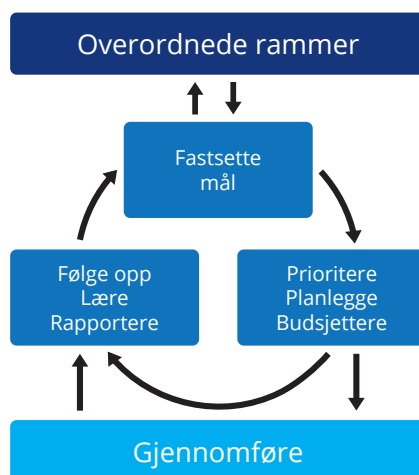 Overordnede rammer
Fastsette
mål
Følge opp
Lære
Rapportere
Prioritere
Planlegge
Budsjettere
Gjennomføre